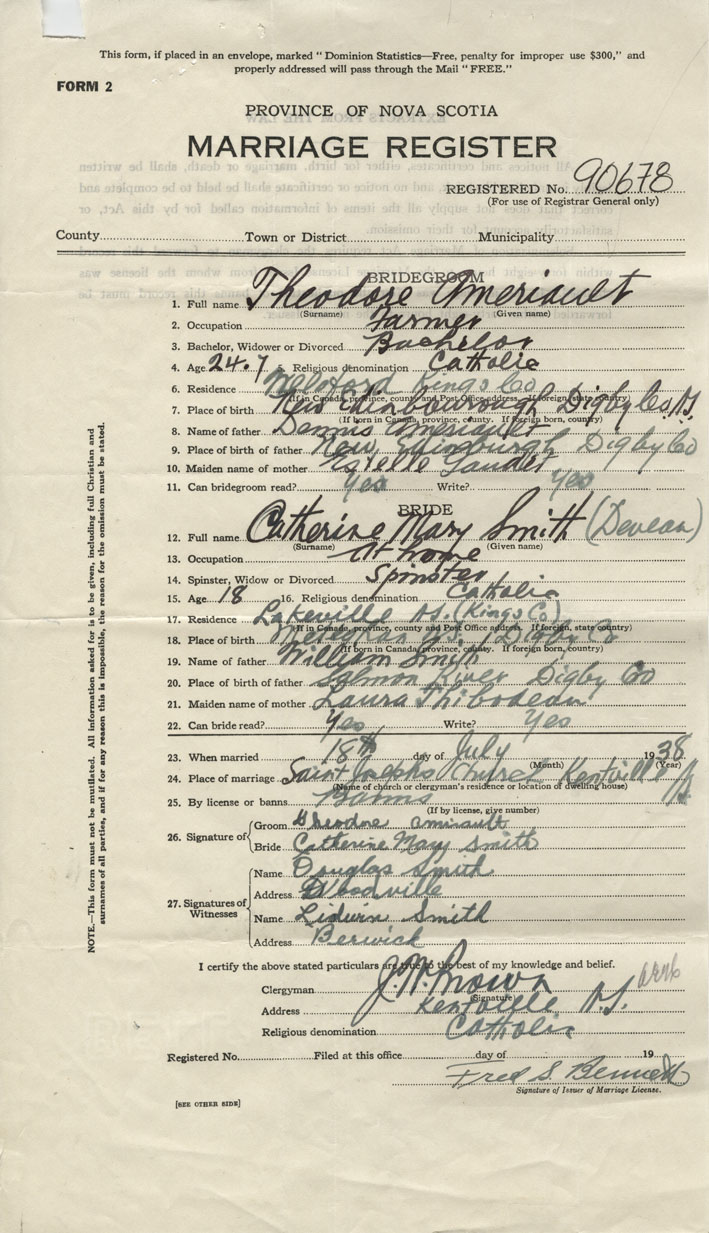 This form, if placed in an envelope, marked "Dominion Statistics—Free, penalty for improper use $300," and
properly addressed will pass through the Mail "FREE."
FORM 2
PROVINCE OF NOVA SCOTIA
MARRIAGE REGISTER
REGISTERED No. 90678
(For use of Registrar General only)
County Town or District Municipality
BRIDEGROOM
1. Full name Theodore Ameriault
(Surname) (Given name)
2. Occupation Farmer
3. Bachelor, Widower or Divorced Bachelor
4. Age 24.7 5. Religious denomination Catholic
6. Residence Kings Co
(If in Canada, province, county and Post Office address. If foreign, state country)
7. Place of birth New Edinborough Digby Co N.S.
(If born in Canada, province, county. If foreign born, country)
8. Name of father Dennis Ameriault
9. Place of birth of father New Edinburgh Digby Co
10. Maiden name of mother Estelle
11. Can bridegroom read? Yes Write? Yes
BRIDE
12. Full name Catherine Mary Smith (Deveau)
(Surname) (Given name)
13. Occupation At home
14. Spinster, Widow or Divorced Spinster
15. Age 18 16. Religious denomination Catholic
17. Residence Lakeville N.S. (Kings Co)
(If in Canada, province, county and Post Office address. If foreign, state country)
18. Place of birth N.S. Digby Co
(If born in Canada, province, county. If foreign born, country)
19. Name of father William Smith
20. Place of birth of father Salmon River Digby Co
21. Maiden name of mother Laura Thibodeau
22. Can bride read? Yes Write? Yes
23. When married 18th day of July 1938
(Month) (Year)
24. Place of marriage Saint Josephs Church Kentville N.S.
(Name of church or clergyman's residence or location of dwelling house)
25. By license or banns Banns
(If by license, give number)
26. Signature of Groom Theodore Amirault
Bride Catherine Mary Smith
27. Signatures of Witnesses
Name Douglas Smith
Address Woodville
Name Lidwin Smith
Address Berwick
I certify the above stated particulars are true to the best of my knowledge and belief.
Clergyman J. H. Brown
(Signature)
Address Kentville N.S.
Religious denomination Catholic
Registered No. Filed at this office day of 19
Fred S. Bennett
Signature of Issuer of Marriage License.
[SEE OTHER SIDE]
NOTE.—This form must not be mutilated. All information asked for is to be given, including full Christian and
surnames of all parties, and if for any reason this is impossible, the reason for the omission must be stated.